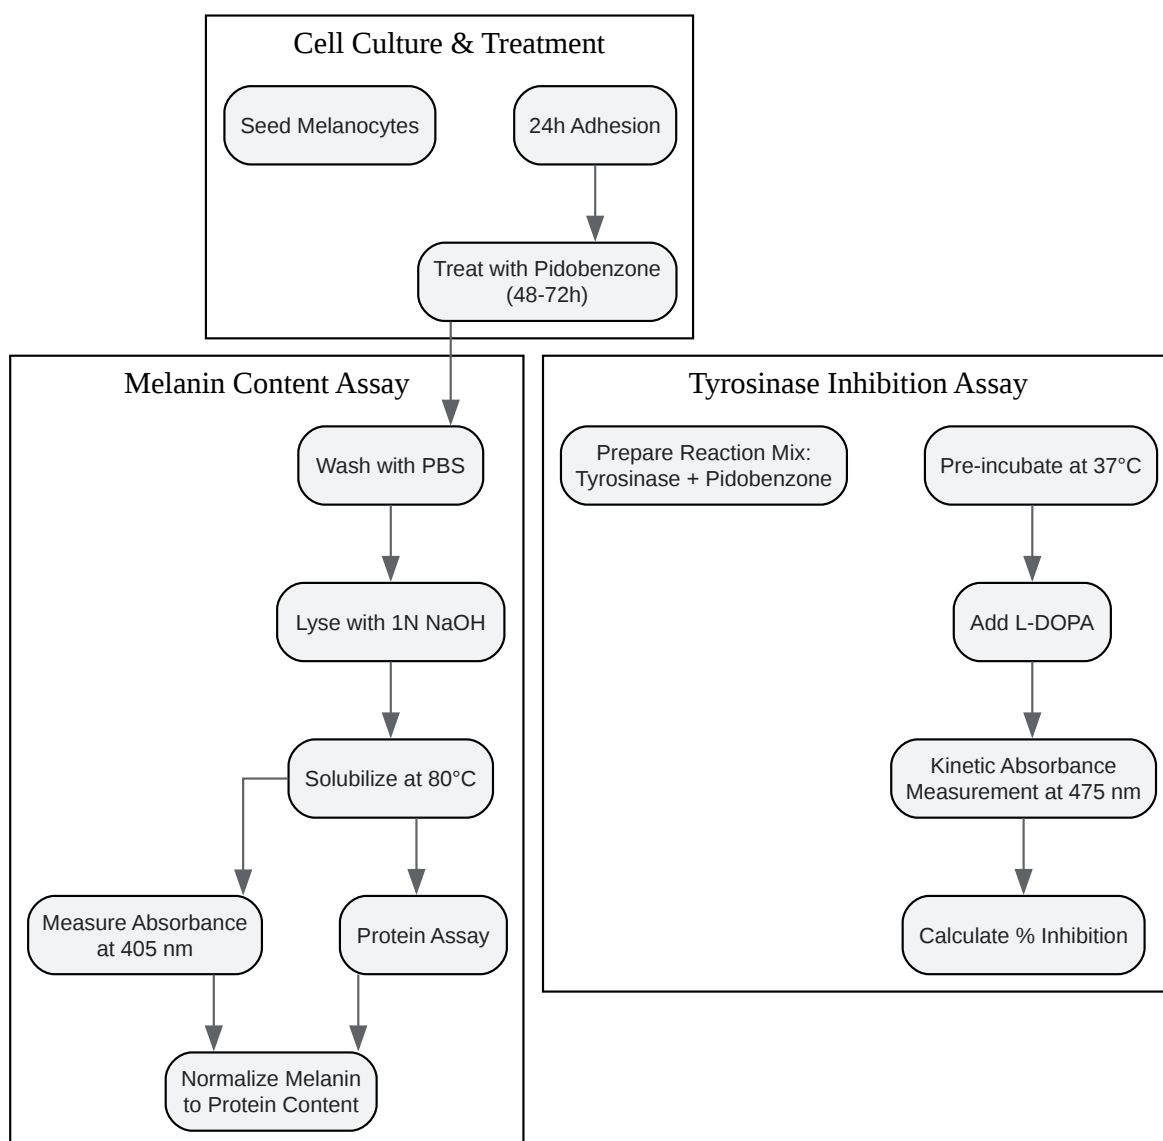 Cell Culture & Treatment
Seed Melanocytes
24h Adhesion
Treat with Pidobenzone
(48-72h)
Melanin Content Assay
Wash with PBS
Lyse with 1N NaOH
Solubilize at 80°C
Measure Absorbance
at 405 nm
Protein Assay
Normalize Melanin
to Protein Content
Tyrosinase Inhibition Assay
Prepare Reaction Mix:
Tyrosinase + Pidobenzone
Pre-incubate at 37°C
Add L-DOPA
Kinetic Absorbance
Measurement at 475 nm
Calculate % Inhibition